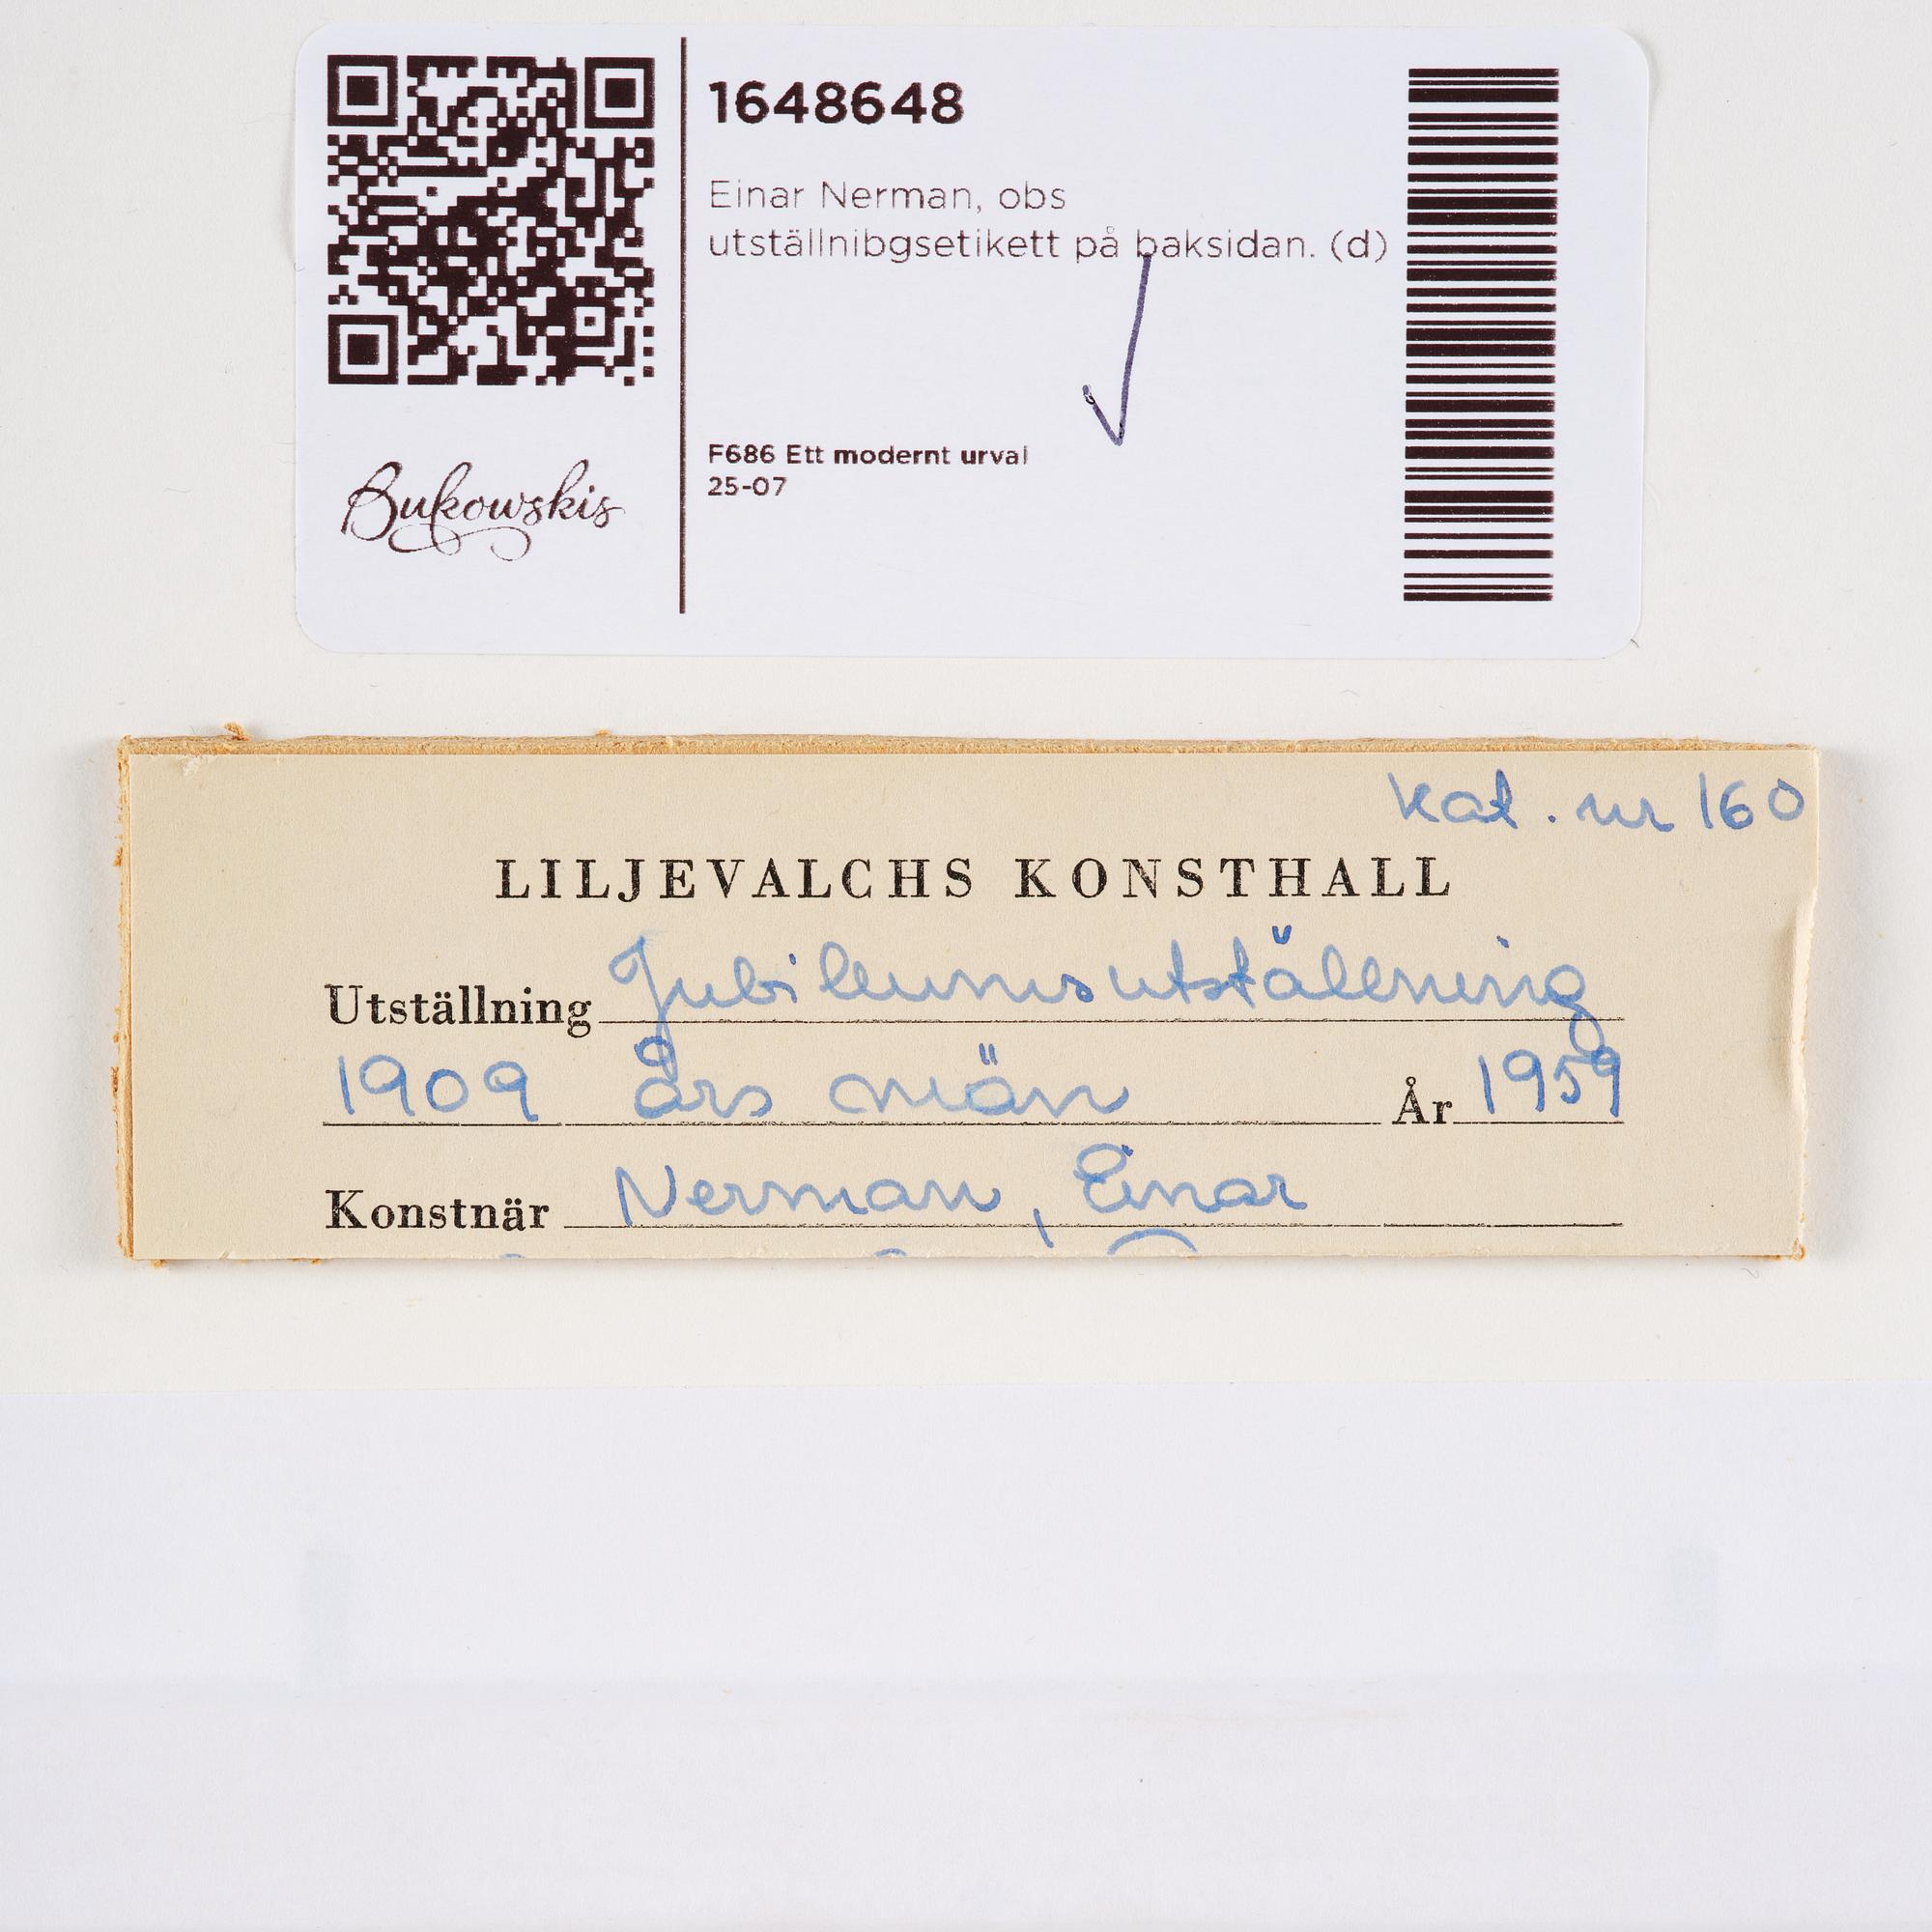 1648648
Einar Nerman, obs
utställnibgsetikett på baksidan. (d)
F686 Ett modernt urval
25-07
Bukowskis
kat. nr 160
LILJEVALCHS KONSTHALL
Utställning Jubileumsutställning
1909 års män År 1959
Konstnär Nerman, Einar